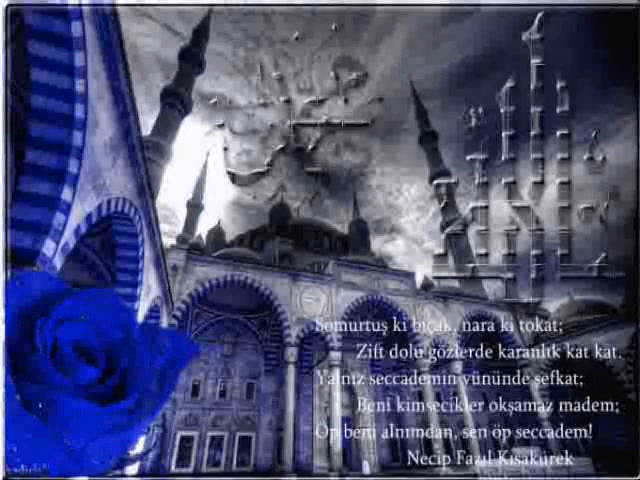 Somurtuş ki bıçak, nara ki tokat;
Zift dolu gözlerde karanlık kat kat.
Yalnız seccademin yününde şefkat;
Beni kimsecikler okşamaz madem;
Öp beni alnımdan, sen öp seccadem!
Necip Fazıl Kısakürek